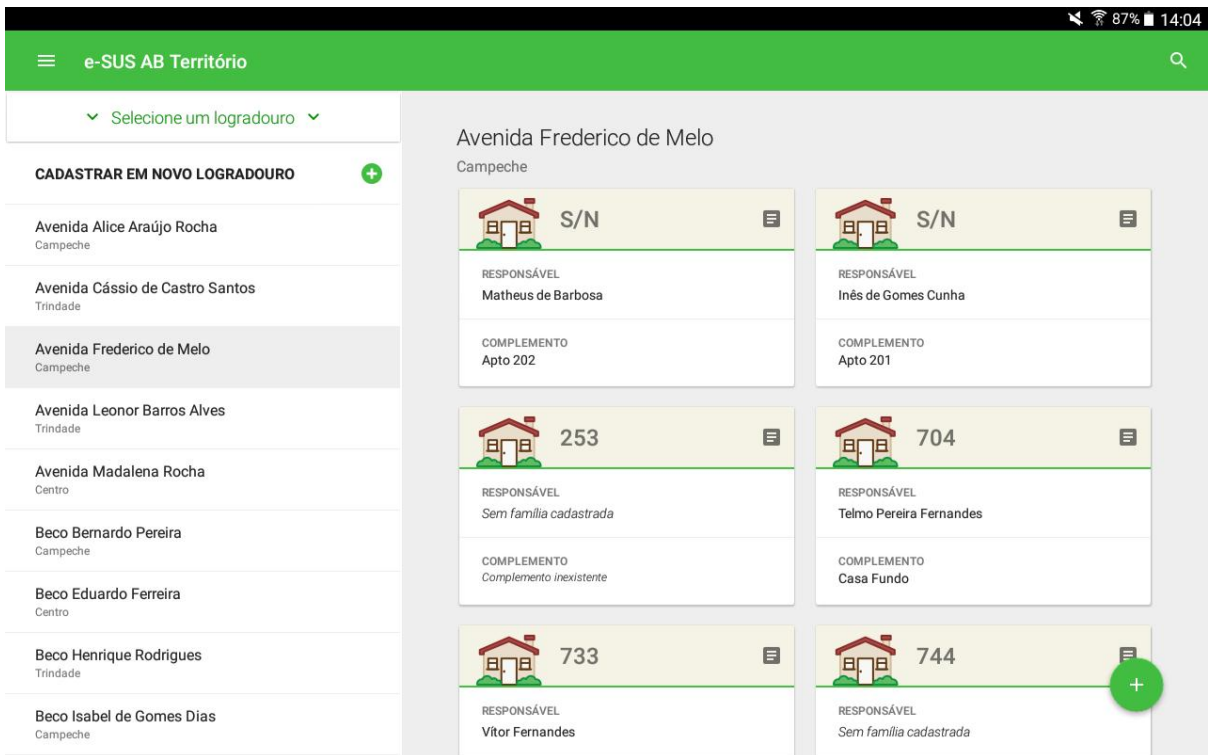 87% 14:04
e-SUS AB Território
Selecione um logradouro
CADASTRAR EM NOVO LOGRADOURO
Avenida Alice Araújo Rocha
Campeche
Avenida Cássio de Castro Santos
Trindade
Avenida Frederico de Melo
Campeche
Avenida Leonor Barros Alves
Trindade
Avenida Madalena Rocha
Centro
Beco Bernardo Pereira
Campeche
Beco Eduardo Ferreira
Centro
Beco Henrique Rodrigues
Trindade
Beco Isabel de Gomes Dias
Campeche
Avenida Frederico de Melo
Campeche
S/N
RESPONSÁVEL
Matheus de Barbosa
COMPLEMENTO
Apto 202
S/N
RESPONSÁVEL
Inês de Gomes Cunha
COMPLEMENTO
Apto 201
253
RESPONSÁVEL
Sem família cadastrada
COMPLEMENTO
Complemento inexistente
704
RESPONSÁVEL
Telmo Pereira Fernandes
COMPLEMENTO
Casa Fundo
733
RESPONSÁVEL
Vítor Fernandes
744
RESPONSÁVEL
Sem família cadastrada